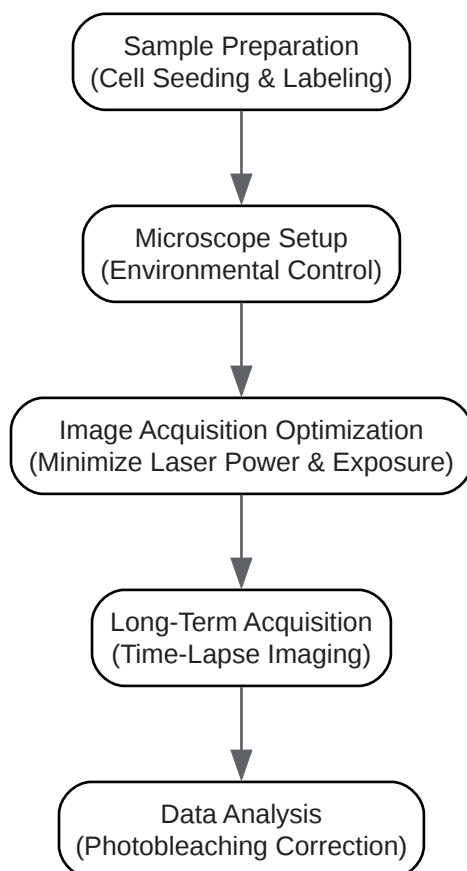 Sample Preparation
(Cell Seeding & Labeling)
Microscope Setup
(Environmental Control)
Image Acquisition Optimization
(Minimize Laser Power & Exposure)
Long-Term Acquisition
(Time-Lapse Imaging)
Data Analysis
(Photobleaching Correction)